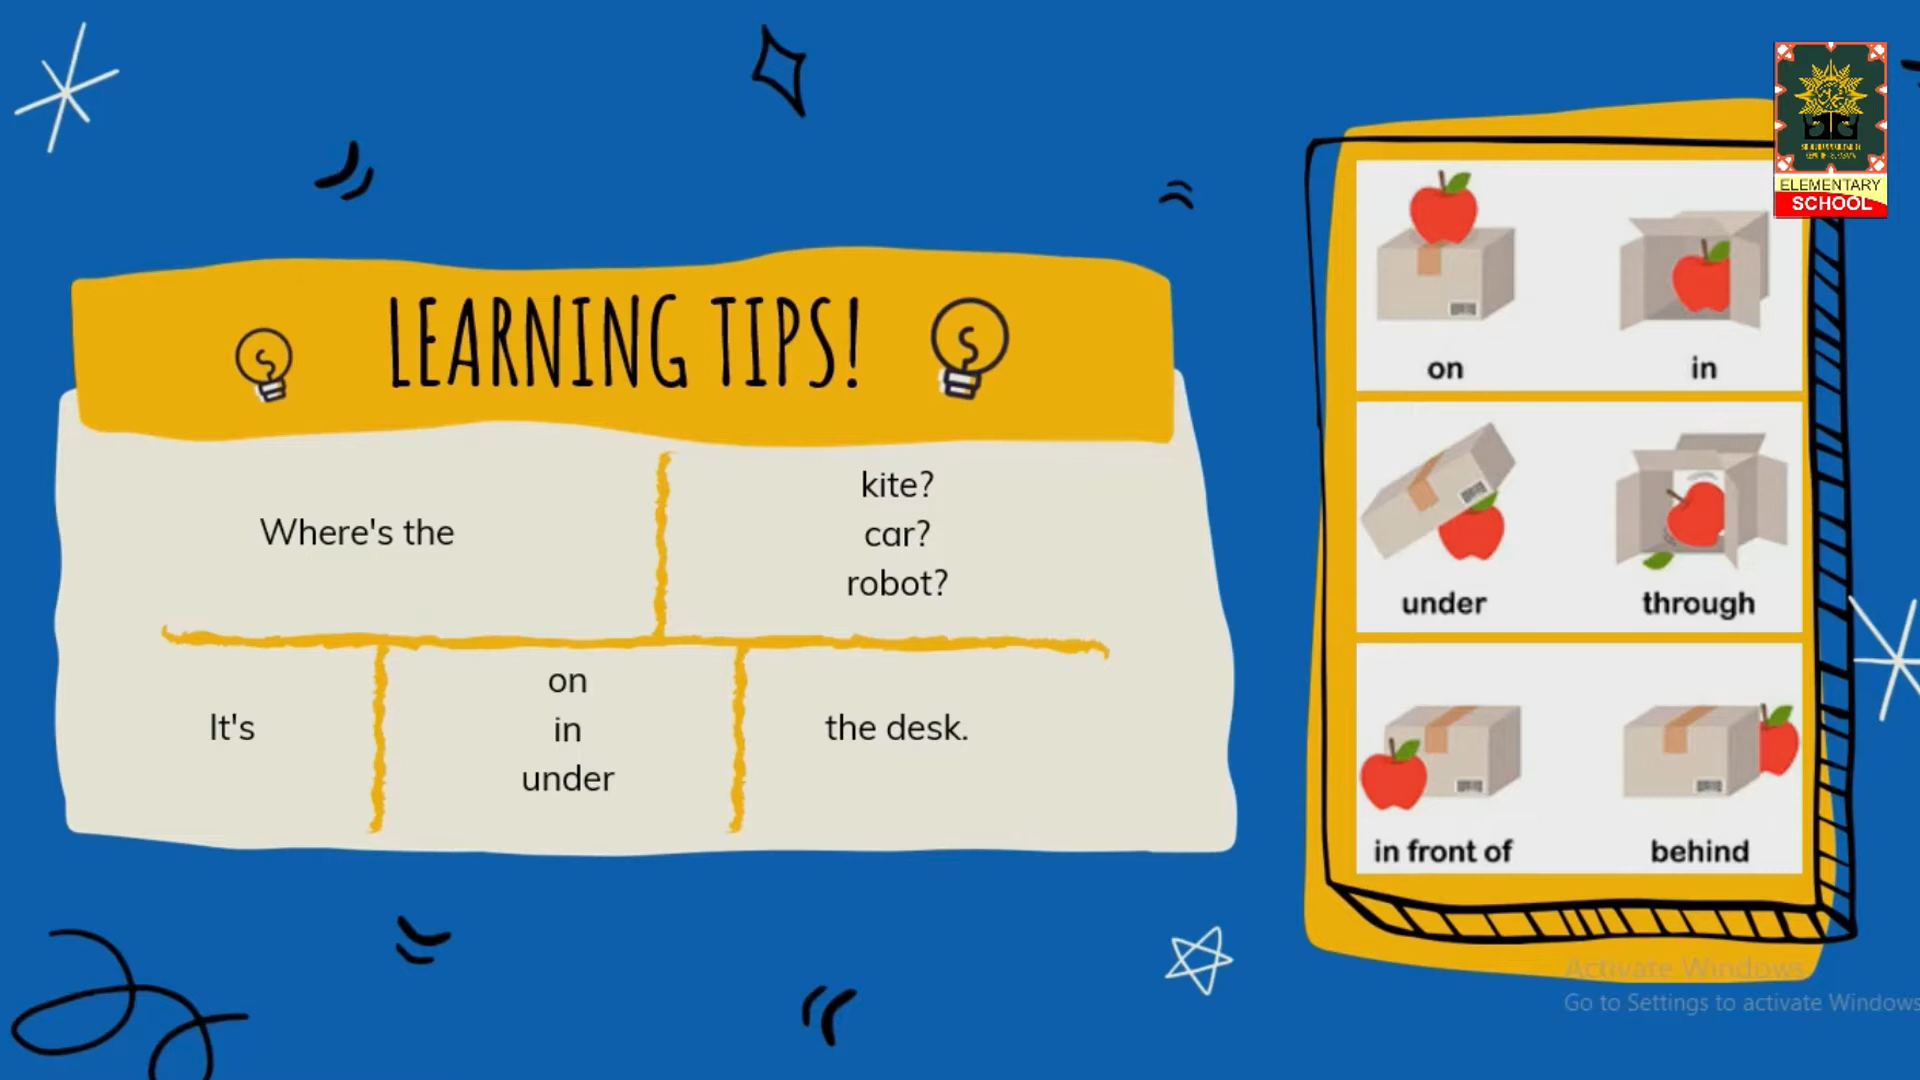 LEARNING TIPS!
Where's the
kite?
car?
robot?
It's
on
in
under
the desk.
ELEMENTARY
SCHOOL
on
in
under
through
in front of
behind
Activate Windows
Go to Settings to activate Windows